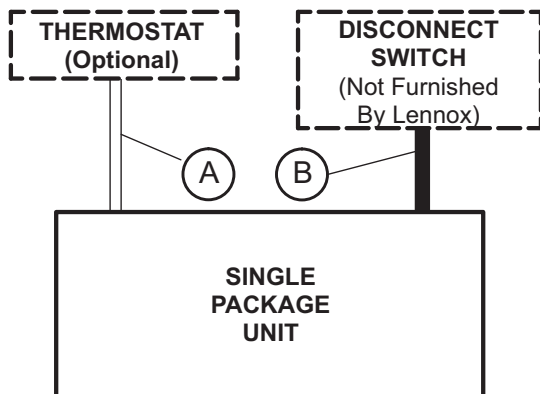 THERMOSTAT
(Optional)
DISCONNECT
SWITCH
(Not Furnished
By Lennox)
A
B
SINGLE
PACKAGE
UNIT